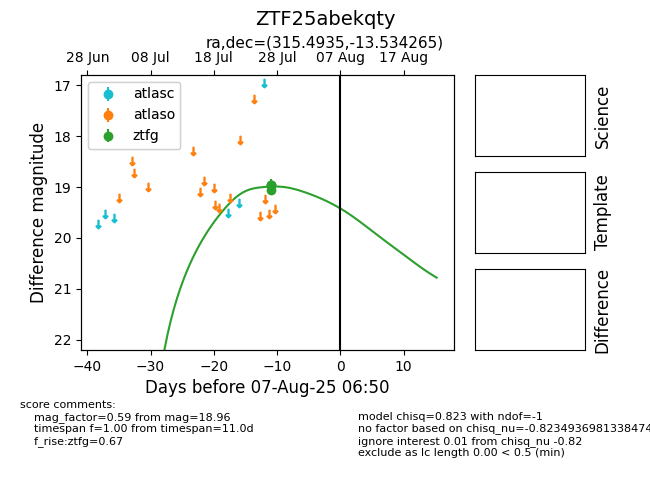 ZTF25abekqty
ra,dec=(315.4935,-13.534265)
28 Jun 08 Jul 18 Jul 28 Jul 07 Aug 17 Aug
atlasc
atlaso
ztfg
17
18
19
20
21
22
Difference magnitude
−40 −30 −20 −10 0 10
Days before 07-Aug-25 06:50
Science
Template
Difference
score comments:
mag_factor=0.59 from mag=18.96
timespan f=1.00 from timespan=11.0d
f_rise:ztfg=0.67
model chisq=0.823 with ndof=-1
no factor based on chisq_nu=-0.8234936981338474
ignore interest 0.01 from chisq_nu -0.82
exclude as lc length 0.00 < 0.5 (min)